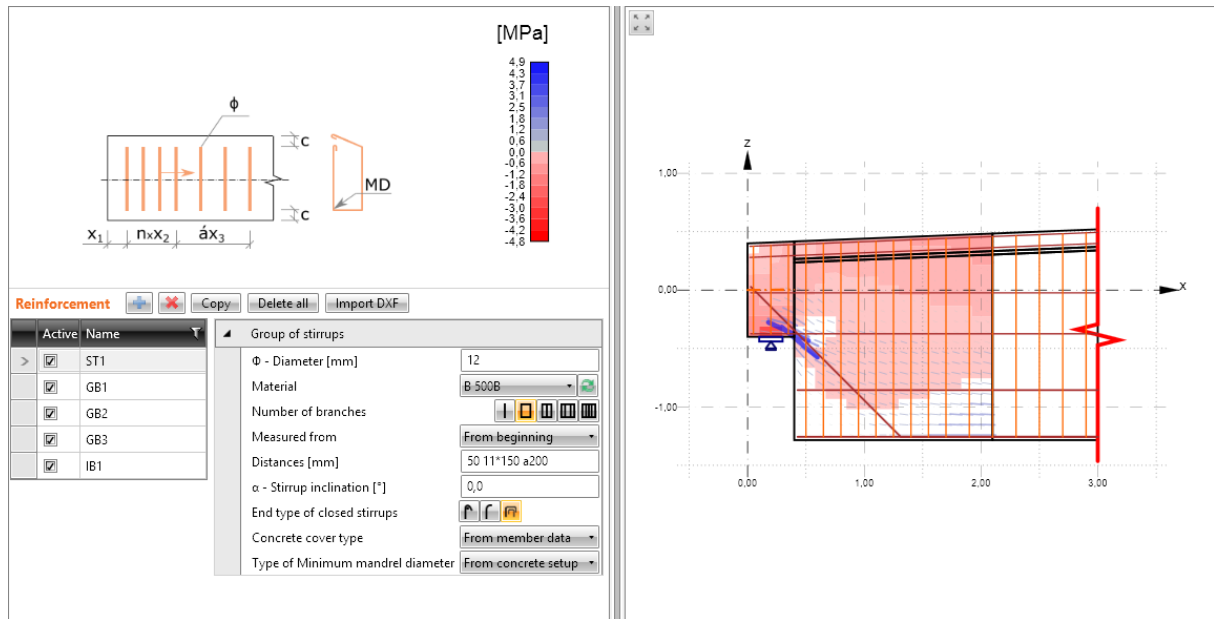 [MPa]
4,9
4,3
3,7
3,1
2,5
1,8
1,2
0,6
0,0
-0,6
-1,2
-1,8
-2,4
-3,0
-3,6
-4,2
-4,8
ϕ
c
MD
c
x1 n×x2 áx3
Reinforcement Copy Delete all Import DXF
Active Name
ST1
GB1
GB2
GB3
IB1
Group of stirrups
Φ - Diameter [mm] 12
Material B 500B
Number of branches
Measured from From beginning
Distances [mm] 50 11*150 a200
α - Stirrup inclination [°] 0,0
End type of closed stirrups
Concrete cover type From member data
Type of Minimum mandrel diameter From concrete setup
z
1,00
0,00
x
-1,00
0,00 1,00 2,00 3,00